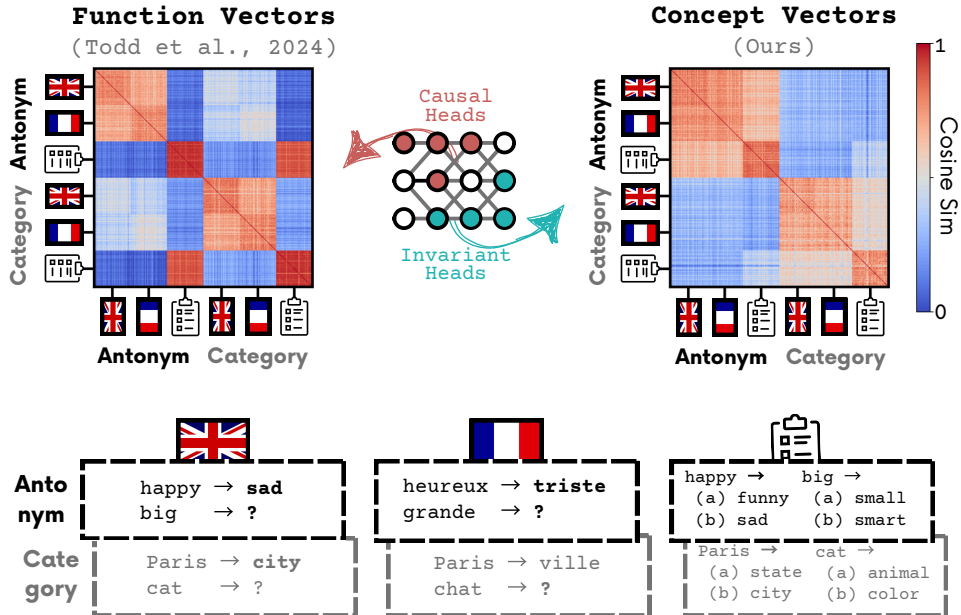 Function Vectors
(Todd et al., 2024)
Concept Vectors
(Ours)
Causal
Heads
Invariant
Heads
Antonym
Category
Antonym Category
Antonym
Category
Antonym Category
1
Cosine Sim
0
Anto
nym
happy → sad
big → ?
heureux → triste
grande → ?
happy → big →
(a) funny (a) small
(b) sad (b) smart
Cate
gory
Paris → city
cat → ?
Paris → ville
chat → ?
Paris → cat →
(a) state (a) animal
(b) city (b) color